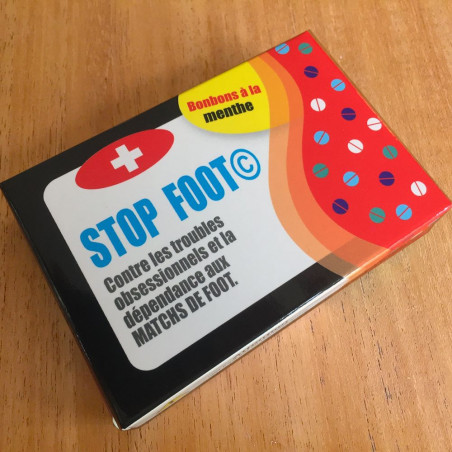 Bonbons à la
menthe
STOP FOOT©
Contre les troubles
obsessionnels et la
dépendance aux
MATCHS DE FOOT.